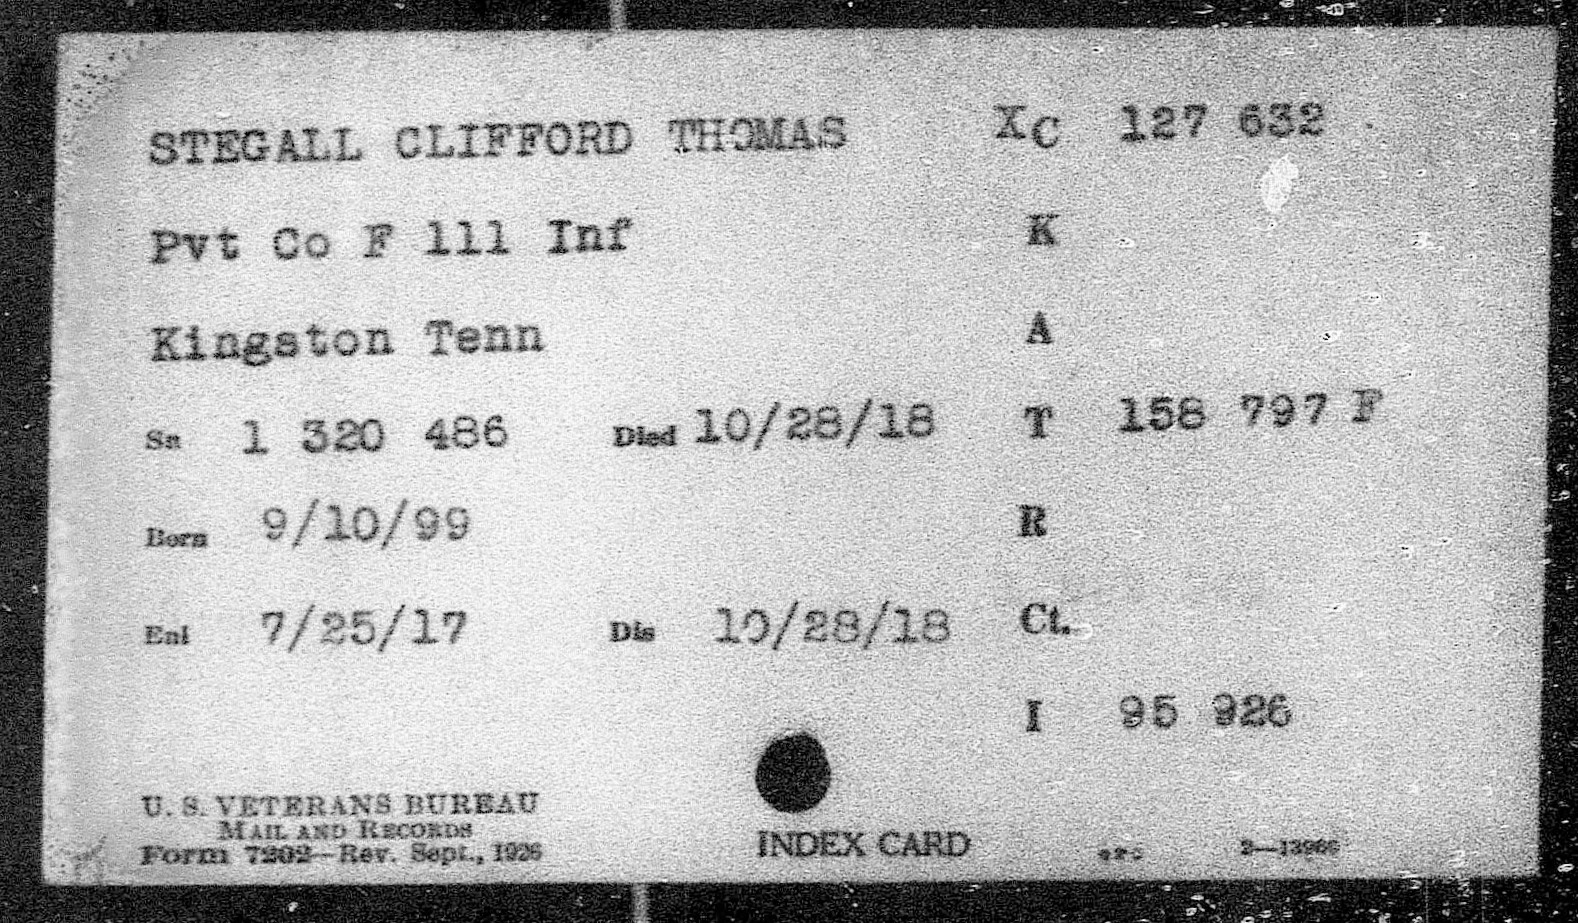 STEGALL CLIFFORD THOMAS XC 127 632
Pvt Co F 111 Inf K
Kingston Tenn A
Sn 1 320 486 Died 10/28/18 T 158 797 F
Born 9/10/99 R
Enl 7/25/17 Dis 10/28/18 Ct.
I 95 926
U. S. VETERANS BUREAU
MAIL AND RECORDS
Form 7202—Rev. Sept., 1926
INDEX CARD